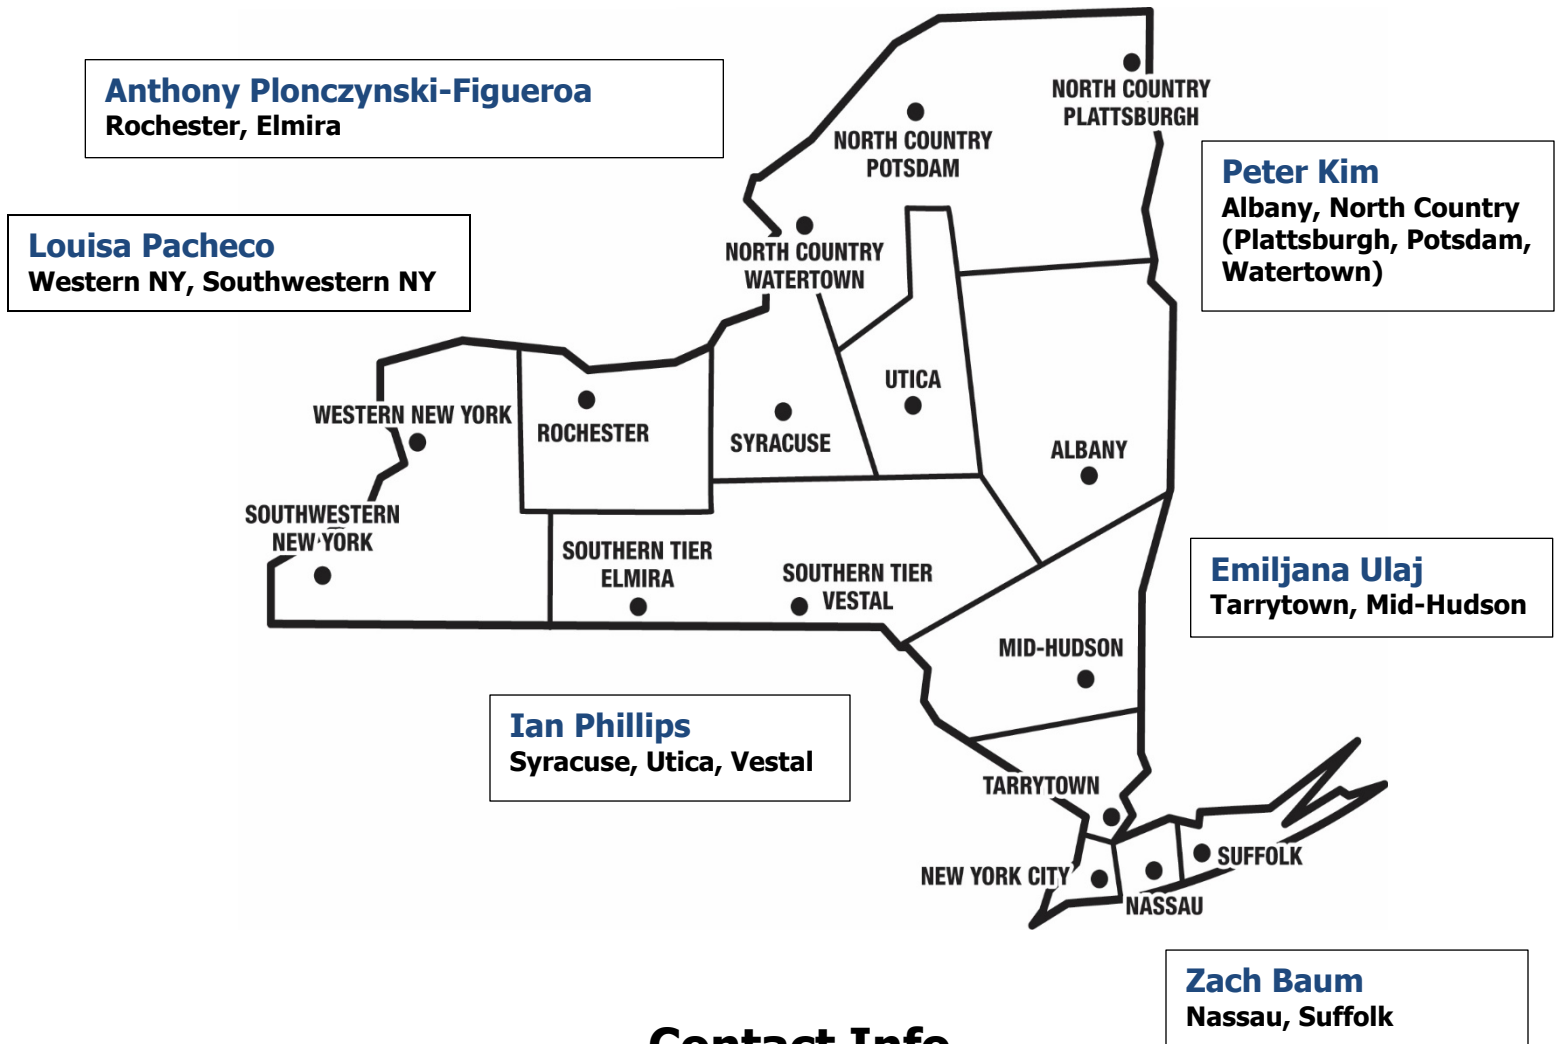 Anthony Plonczynski-Figueroa
Rochester, Elmira
NORTH COUNTRY
PLATTSBURGH
NORTH COUNTRY
POTSDAM
Peter Kim
Albany, North Country
(Plattsburgh, Potsdam,
Watertown)
Louisa Pacheco
Western NY, Southwestern NY
NORTH COUNTRY
WATERTOWN
UTICA
WESTERN NEW YORK
ROCHESTER
SYRACUSE
ALBANY
SOUTHWESTERN
NEW YORK
SOUTHERN TIER
ELMIRA
SOUTHERN TIER
VESTAL
Emiljana Ulaj
Tarrytown, Mid-Hudson
MID-HUDSON
Ian Phillips
Syracuse, Utica, Vestal
TARRYTOWN
SUFFOLK
NEW YORK CITY
NASSAU
Zach Baum
Nassau, Suffolk
Contact Info